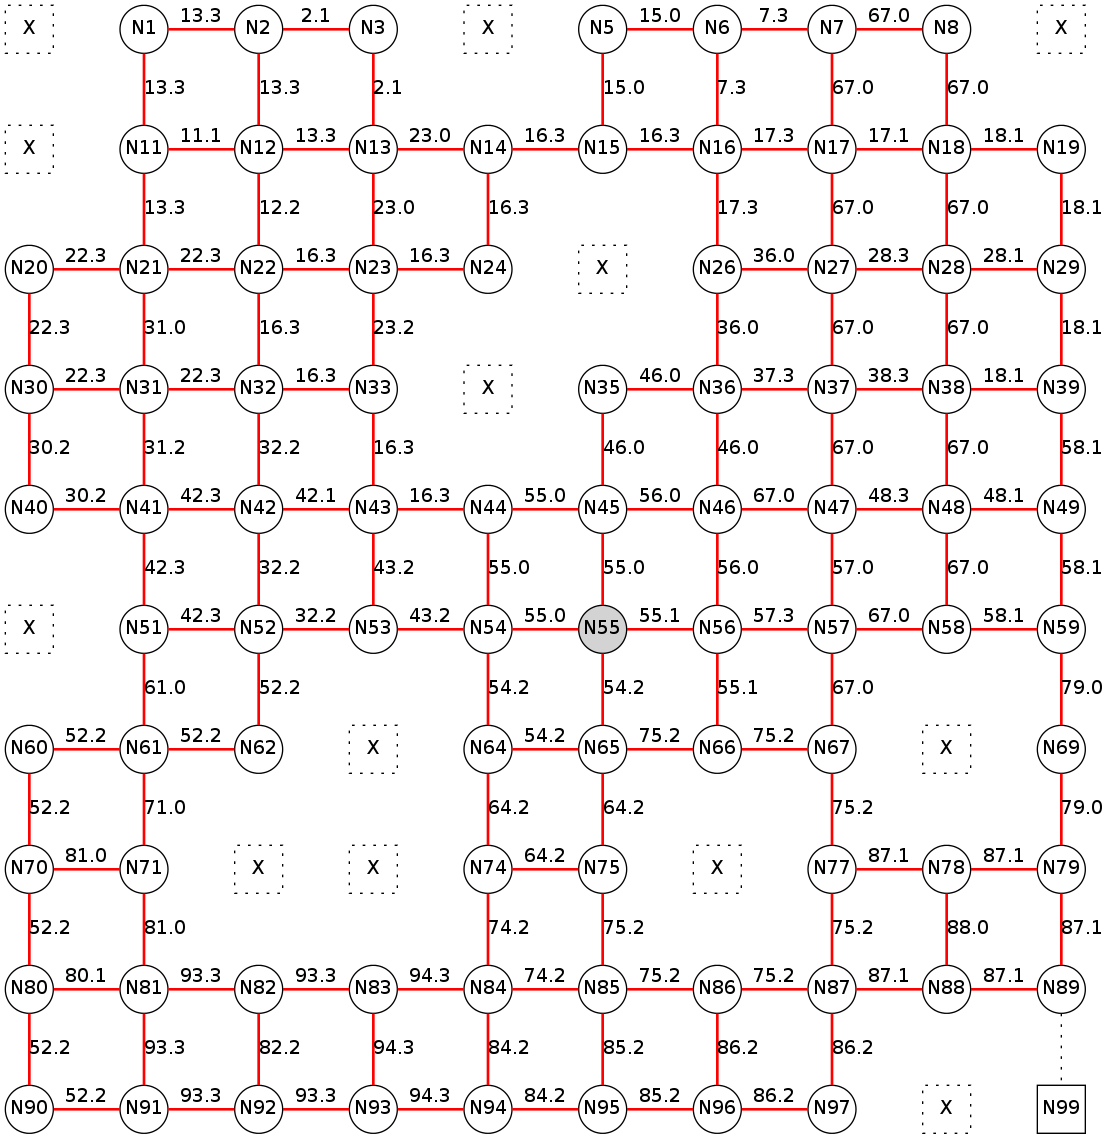 13.3 2.1 15.0 7.3 67.0
X N1 N2 N3 X N5 N6 N7 N8 X
13.3 13.3 2.1 15.0 7.3 67.0 67.0
11.1 13.3 23.0 16.3 16.3 17.3 17.1 18.1
X N11 N12 N13 N14 N15 N16 N17 N18 N19
13.3 12.2 23.0 16.3 17.3 67.0 67.0 18.1
22.3 22.3 16.3 16.3 36.0 28.3 28.1
N20 N21 N22 N23 N24 X N26 N27 N28 N29
22.3 31.0 16.3 23.2 36.0 67.0 67.0 18.1
22.3 22.3 16.3 46.0 37.3 38.3 18.1
N30 N31 N32 N33 X N35 N36 N37 N38 N39
30.2 31.2 32.2 16.3 46.0 46.0 67.0 67.0 58.1
30.2 42.3 42.1 16.3 55.0 56.0 67.0 48.3 48.1
N40 N41 N42 N43 N44 N45 N46 N47 N48 N49
42.3 32.2 43.2 55.0 55.0 56.0 57.0 67.0 58.1
42.3 32.2 43.2 55.0 55.1 57.3 67.0 58.1
X N51 N52 N53 N54 N55 N56 N57 N58 N59
61.0 52.2 54.2 54.2 55.1 67.0 79.0
52.2 52.2 54.2 75.2 75.2
N60 N61 N62 X N64 N65 N66 N67 X N69
52.2 71.0 64.2 64.2 75.2 79.0
81.0 64.2 87.1 87.1
N70 N71 X X N74 N75 X N77 N78 N79
52.2 81.0 74.2 75.2 75.2 88.0 87.1
80.1 93.3 93.3 94.3 74.2 75.2 75.2 87.1 87.1
N80 N81 N82 N83 N84 N85 N86 N87 N88 N89
52.2 93.3 82.2 94.3 84.2 85.2 86.2 86.2
52.2 93.3 93.3 94.3 84.2 85.2 86.2
N90 N91 N92 N93 N94 N95 N96 N97 X N99